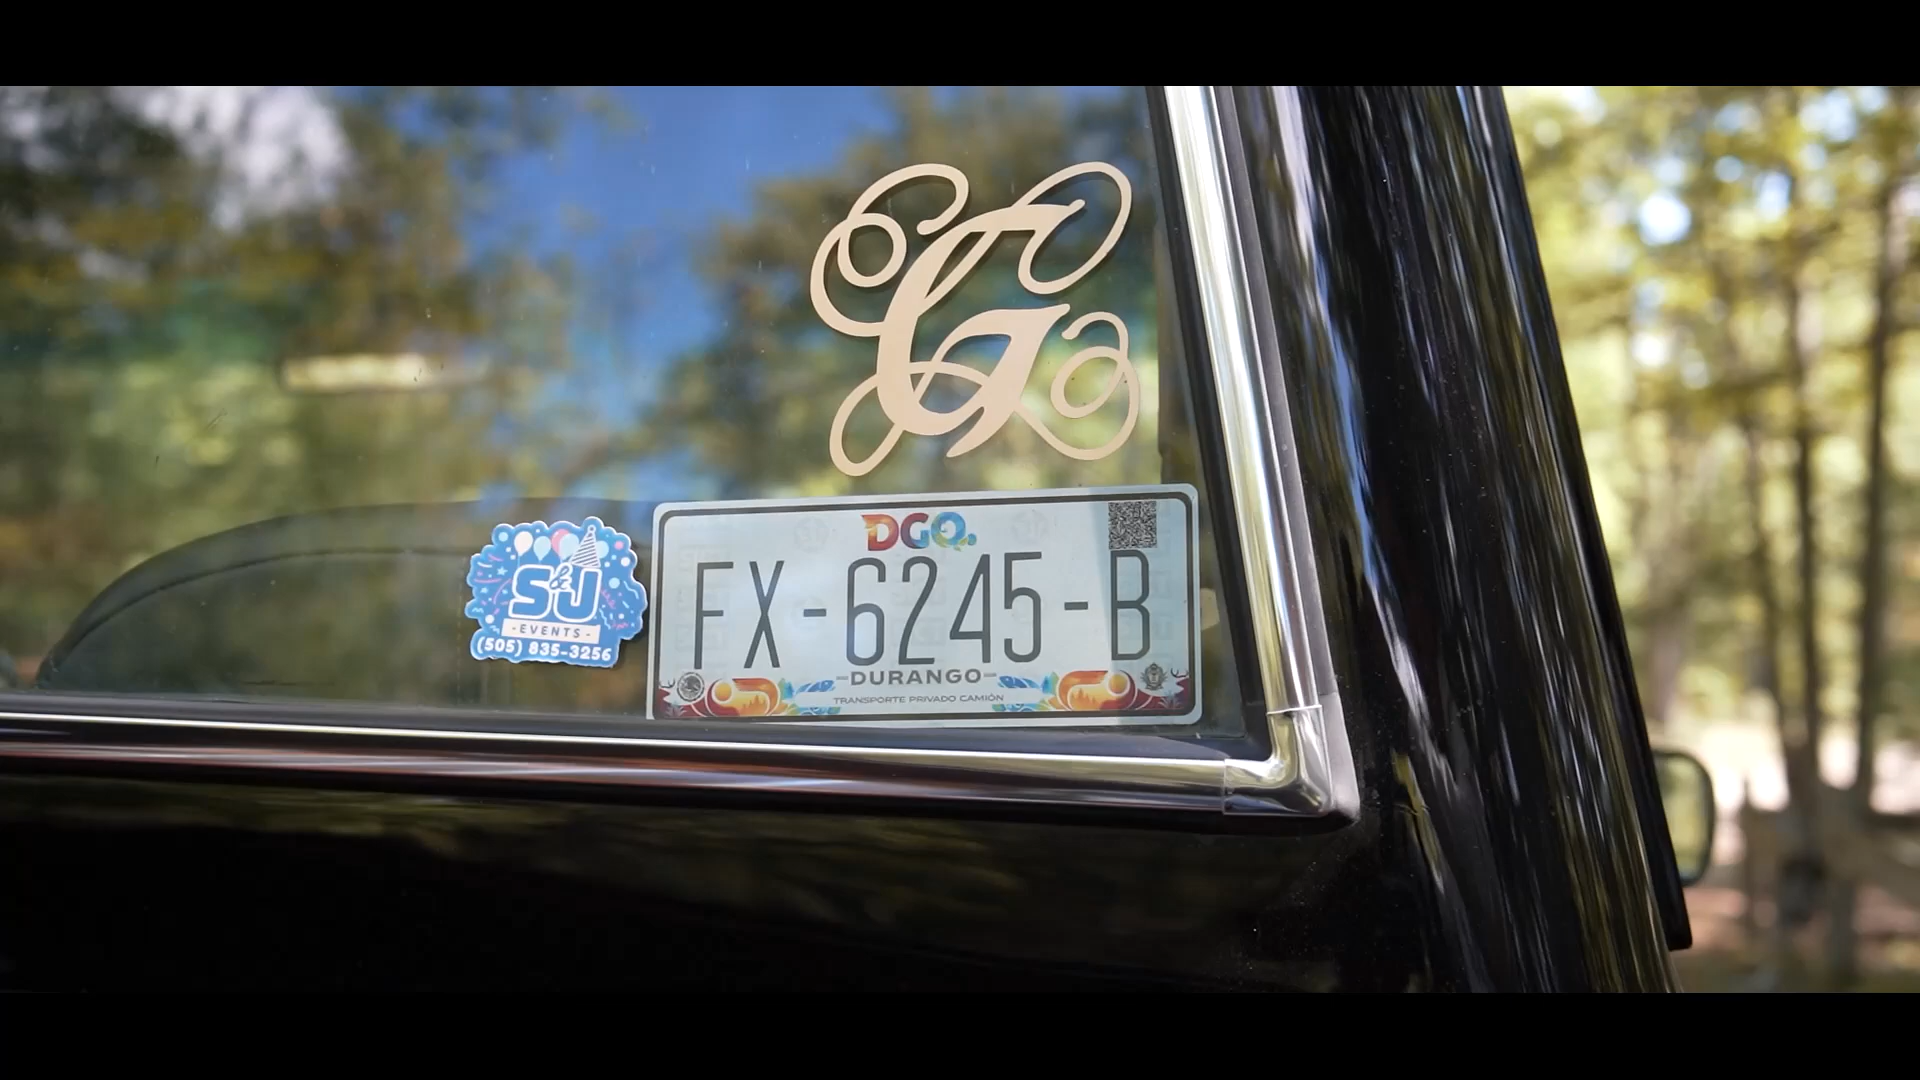 G
DGO.
FX-6245-B
-DURANGO-
TRANSPORTE PRIVADO CAMIÓN
S&J
-EVENTS-
(505) 835-3256